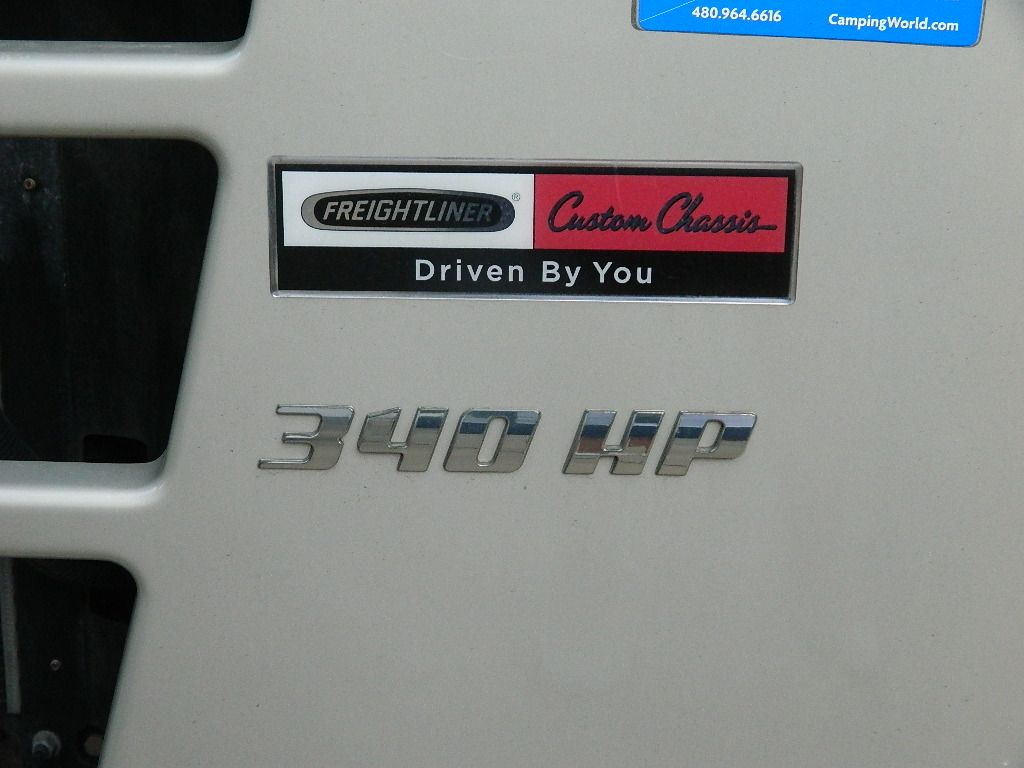 480.964.6616 CampingWorld.com
FREIGHTLINER® Custom Chassis
Driven By You
340 HP